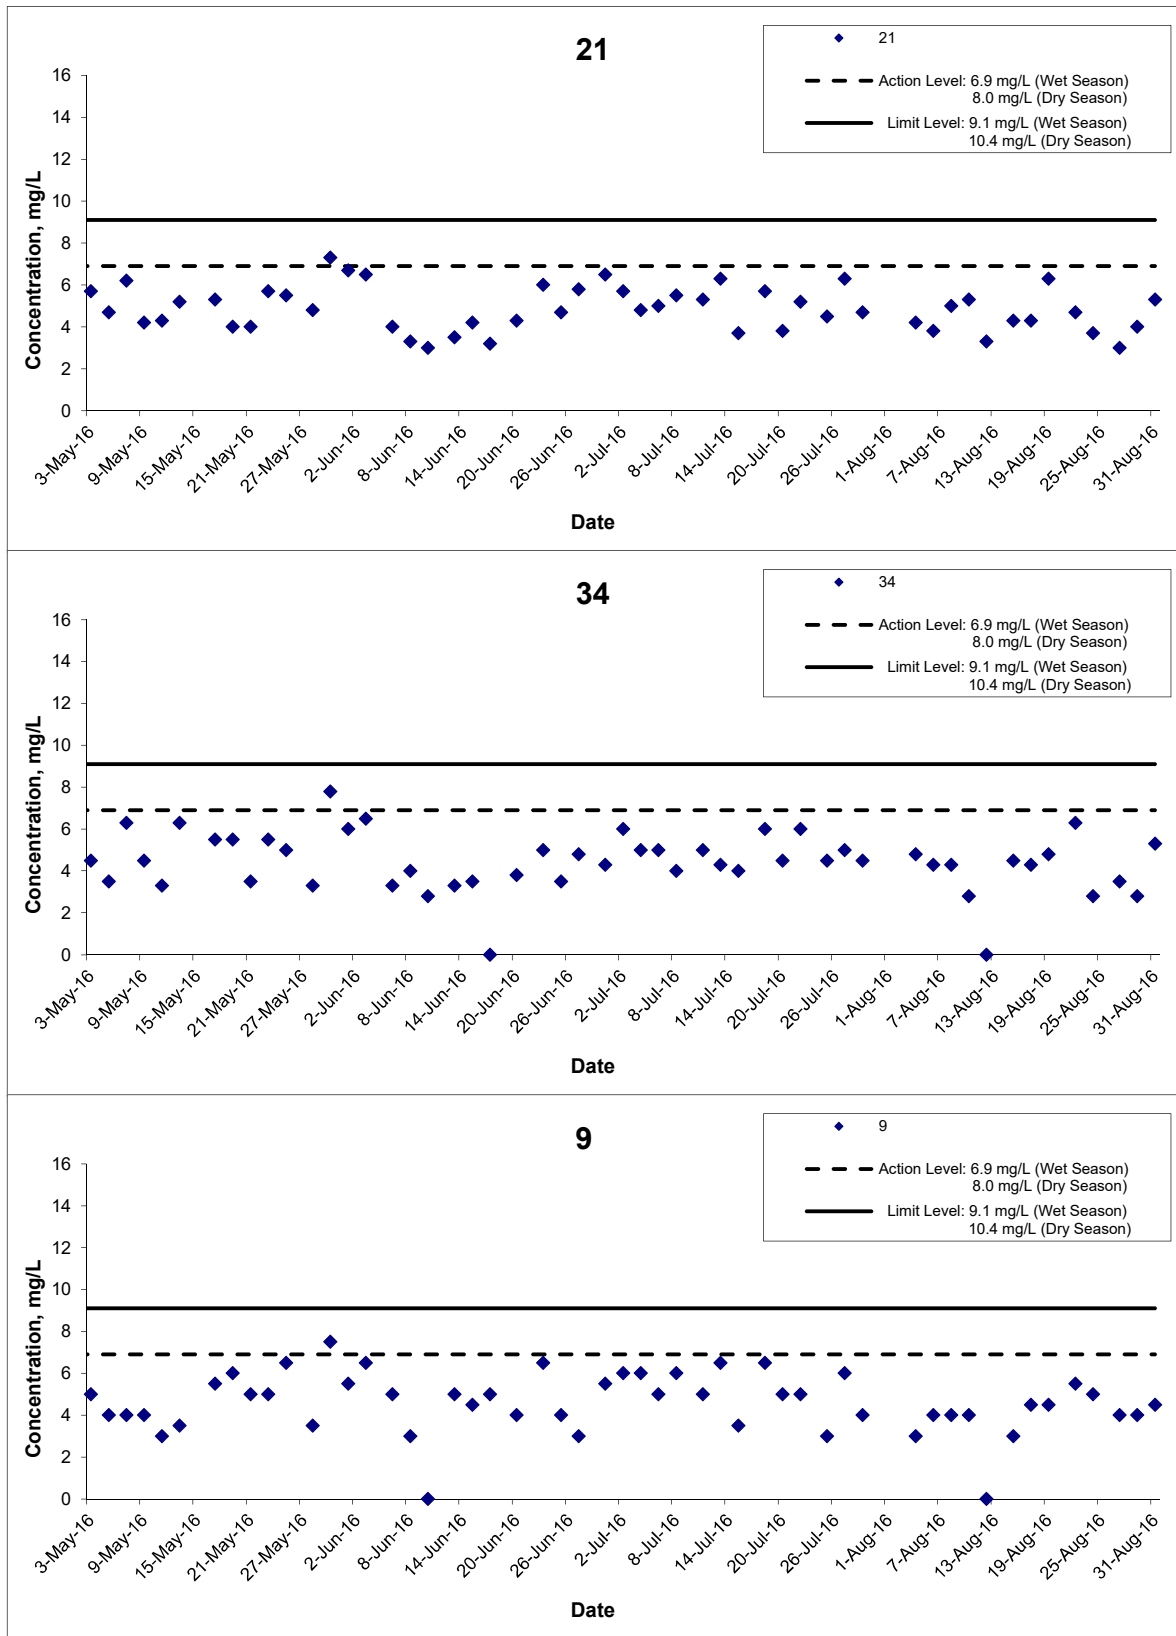 21
21
Action Level: 6.9 mg/L (Wet Season)
8.0 mg/L (Dry Season)
Limit Level: 9.1 mg/L (Wet Season)
10.4 mg/L (Dry Season)
Concentration, mg/L
16
14
12
10
8
6
4
2
0
3-May-16
9-May-16
15-May-16
21-May-16
27-May-16
2-Jun-16
8-Jun-16
14-Jun-16
20-Jun-16
26-Jun-16
2-Jul-16
8-Jul-16
14-Jul-16
20-Jul-16
26-Jul-16
1-Aug-16
7-Aug-16
13-Aug-16
19-Aug-16
25-Aug-16
31-Aug-16
Date
34
34
Action Level: 6.9 mg/L (Wet Season)
8.0 mg/L (Dry Season)
Limit Level: 9.1 mg/L (Wet Season)
10.4 mg/L (Dry Season)
Concentration, mg/L
16
14
12
10
8
6
4
2
0
3-May-16
9-May-16
15-May-16
21-May-16
27-May-16
2-Jun-16
8-Jun-16
14-Jun-16
20-Jun-16
26-Jun-16
2-Jul-16
8-Jul-16
14-Jul-16
20-Jul-16
26-Jul-16
1-Aug-16
7-Aug-16
13-Aug-16
19-Aug-16
25-Aug-16
31-Aug-16
Date
9
9
Action Level: 6.9 mg/L (Wet Season)
8.0 mg/L (Dry Season)
Limit Level: 9.1 mg/L (Wet Season)
10.4 mg/L (Dry Season)
Concentration, mg/L
16
14
12
10
8
6
4
2
0
3-May-16
9-May-16
15-May-16
21-May-16
27-May-16
2-Jun-16
8-Jun-16
14-Jun-16
20-Jun-16
26-Jun-16
2-Jul-16
8-Jul-16
14-Jul-16
20-Jul-16
26-Jul-16
1-Aug-16
7-Aug-16
13-Aug-16
19-Aug-16
25-Aug-16
31-Aug-16
Date